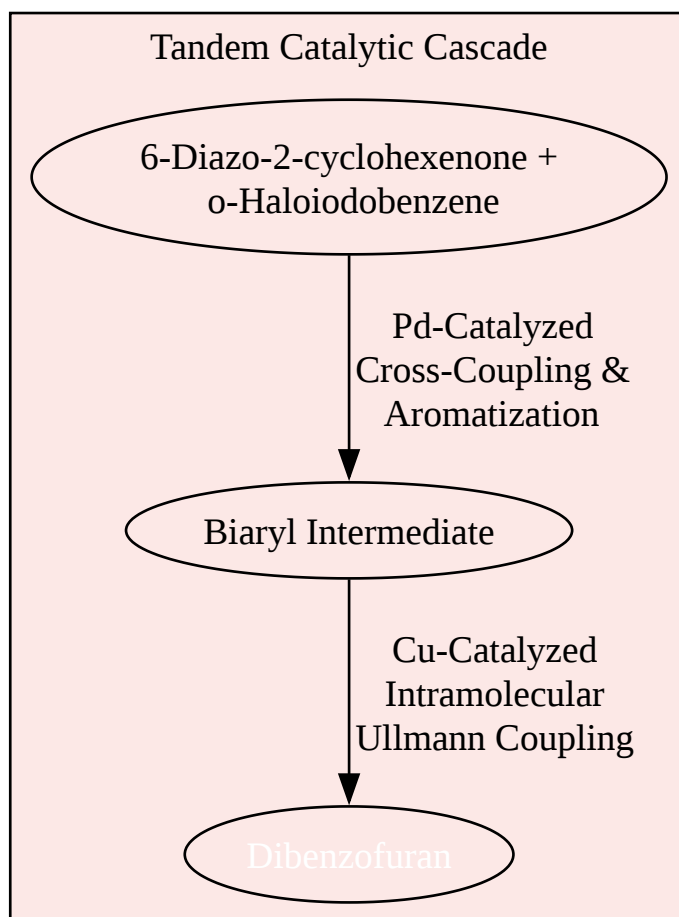 Tandem Catalytic Cascade
6-Diazo-2-cyclohexenone +
o-Haloiodobenzene
Pd-Catalyzed
Cross-Coupling &
Aromatization
Biaryl Intermediate
Cu-Catalyzed
Intramolecular
Ullmann Coupling
Dibenzofuran